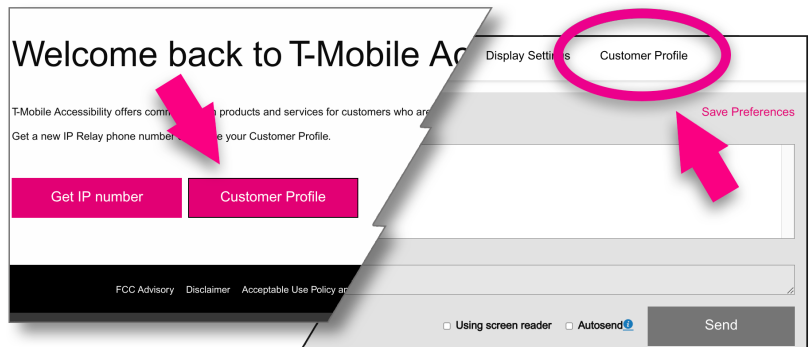 Welcome back to T-Mobile Ac
T-Mobile Accessibility offers comm products and services for customers who are
Get a new IP Relay phone number your Customer Profile.
Get IP number
Customer Profile
FCC Advisory Disclaimer Acceptable Use Policy
Display Settings Customer Profile
Save Preferences
Using screen reader Autosend i
Send